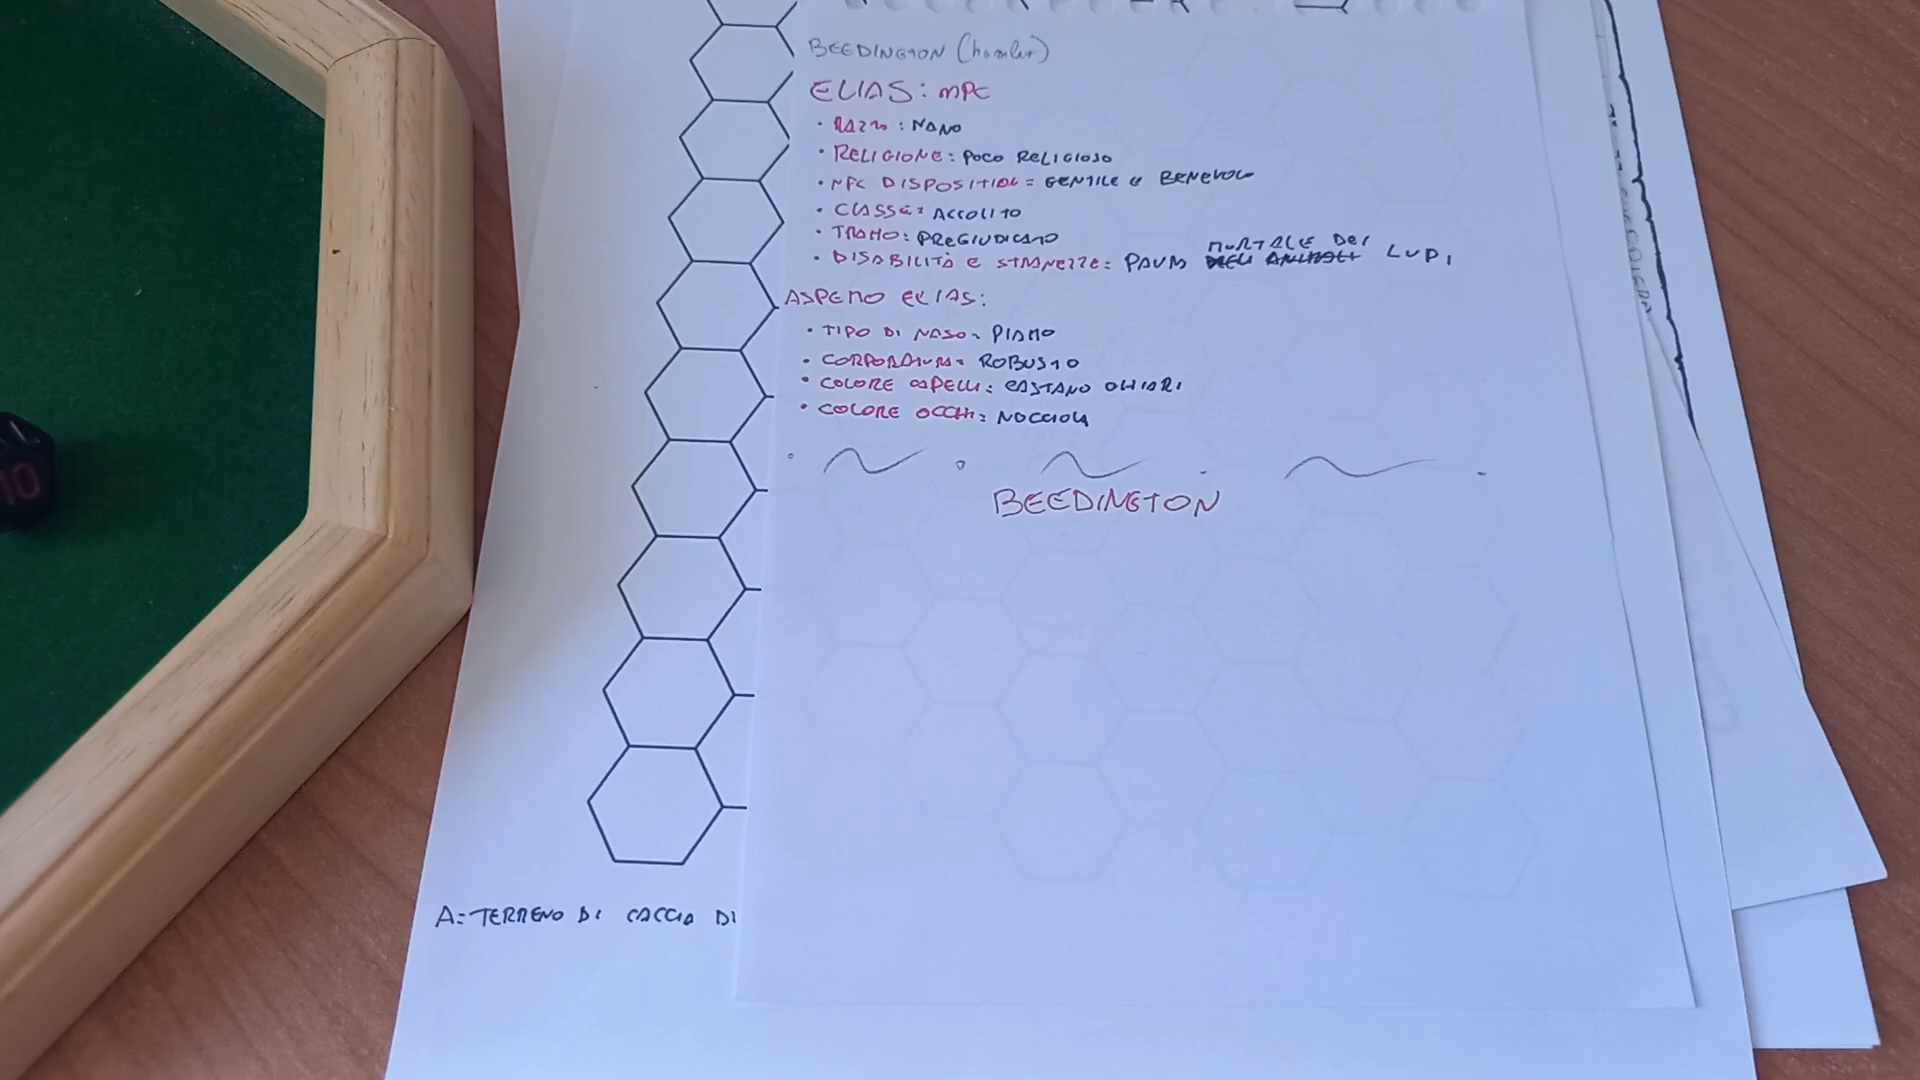 BEEDINGTON (hamlet)
ELIAS: NPC
• RAZZA: NANO
• RELIGIONE: POCO RELIGIOSO
• NPC DISPOSITION = GENTILE E BENEVOLO
• CLASSE: ACCOLITO
• TRATTO: PREGIUDICATO
• DISABILITÀ E STRANEZZE: PAURA MORTALE DEI LUPI
ASPETTO ELIAS:
• TIPO DI NASO: PIATTO
• CORPORATURA: ROBUSTO
• COLORE CAPELLI: CASTANO CHIARI
• COLORE OCCHI: NOCCIOLA
BEEDINGTON
A=TERRENO DI CACCIA DI
10